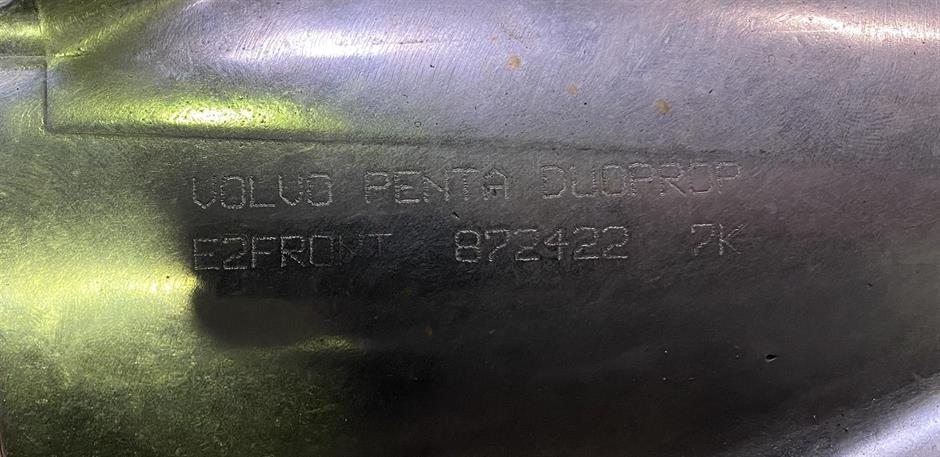 VOLVO PENTA DUOPROP
E2FRONT 872422 7K